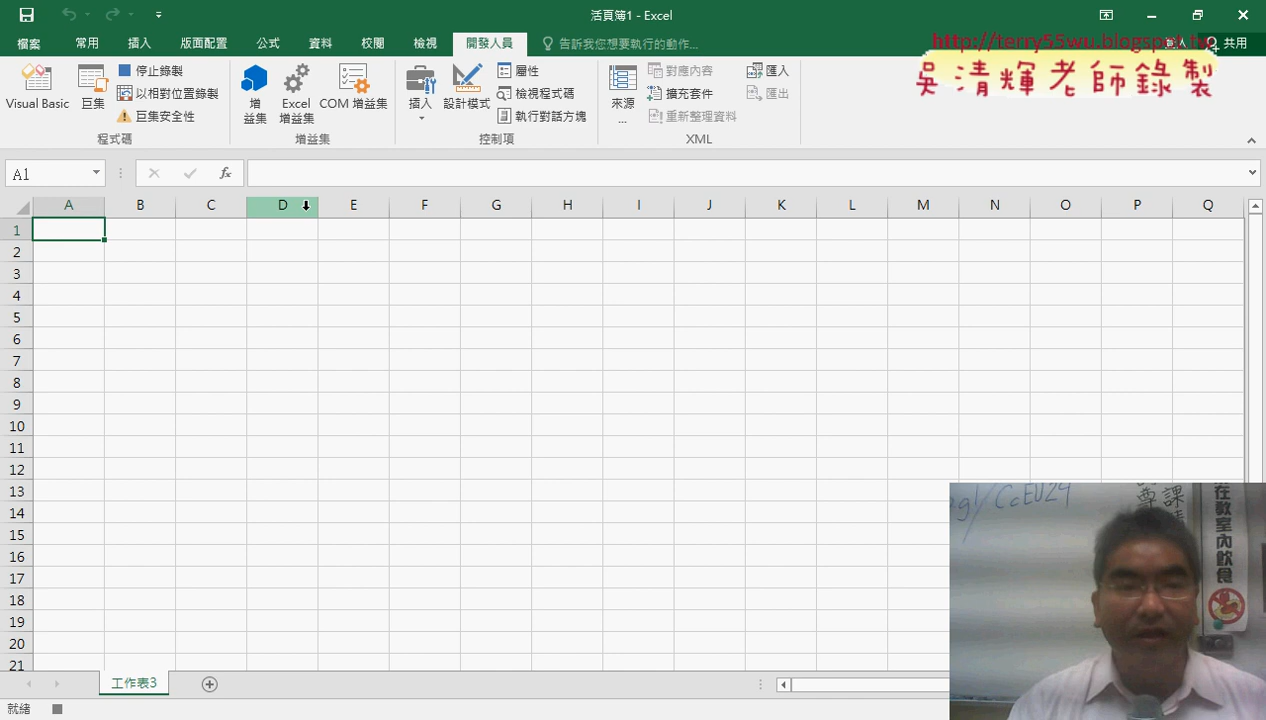 活頁簿1 - Excel
檔案 常用 插入 版面配置 公式 資料 校閱 檢視 開發人員 告訴我您想要執行的動作... 共用
http://terry55wu.blogspot.tw
吳清輝老師錄製
Visual Basic 巨集 停止錄製 以相對位置錄製 巨集安全性
程式碼
增益集 Excel 增益集 COM 增益集
增益集
插入 設計模式 屬性 檢視程式碼 執行對話方塊
控制項
來源... 對應內容 擴充套件 重新整理資料 匯入 匯出
XML
A1 fx
A B C D E F G H I J K L M N O P Q
1
2
3
4
5
6
7
8
9
10
11
12
13
14
15
16
17
18
19
20
21
CcEU24
課
在教室內飲食
工作表3
就緒